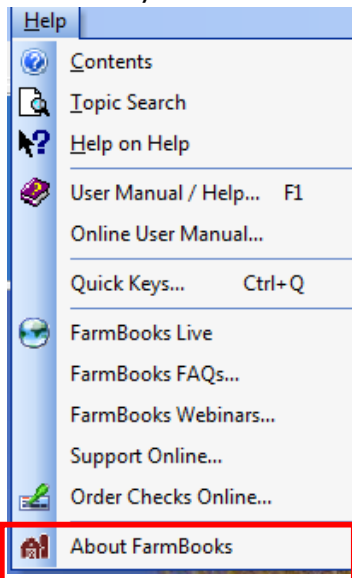 Help
Contents
Topic Search
Help on Help
User Manual / Help... F1
Online User Manual...
Quick Keys... Ctrl+Q
FarmBooks Live
FarmBooks FAQs...
FarmBooks Webinars...
Support Online...
Order Checks Online...
About FarmBooks